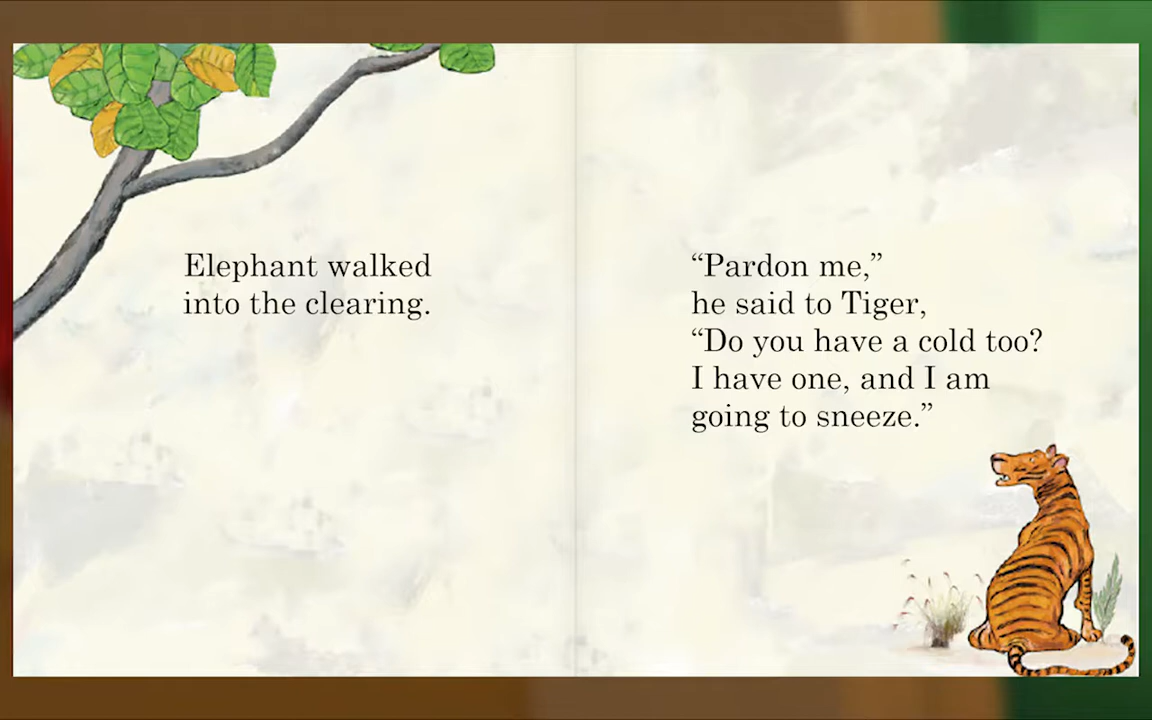 Elephant walked
into the clearing.
“Pardon me,”
he said to Tiger,
“Do you have a cold too?
I have one, and I am
going to sneeze.”